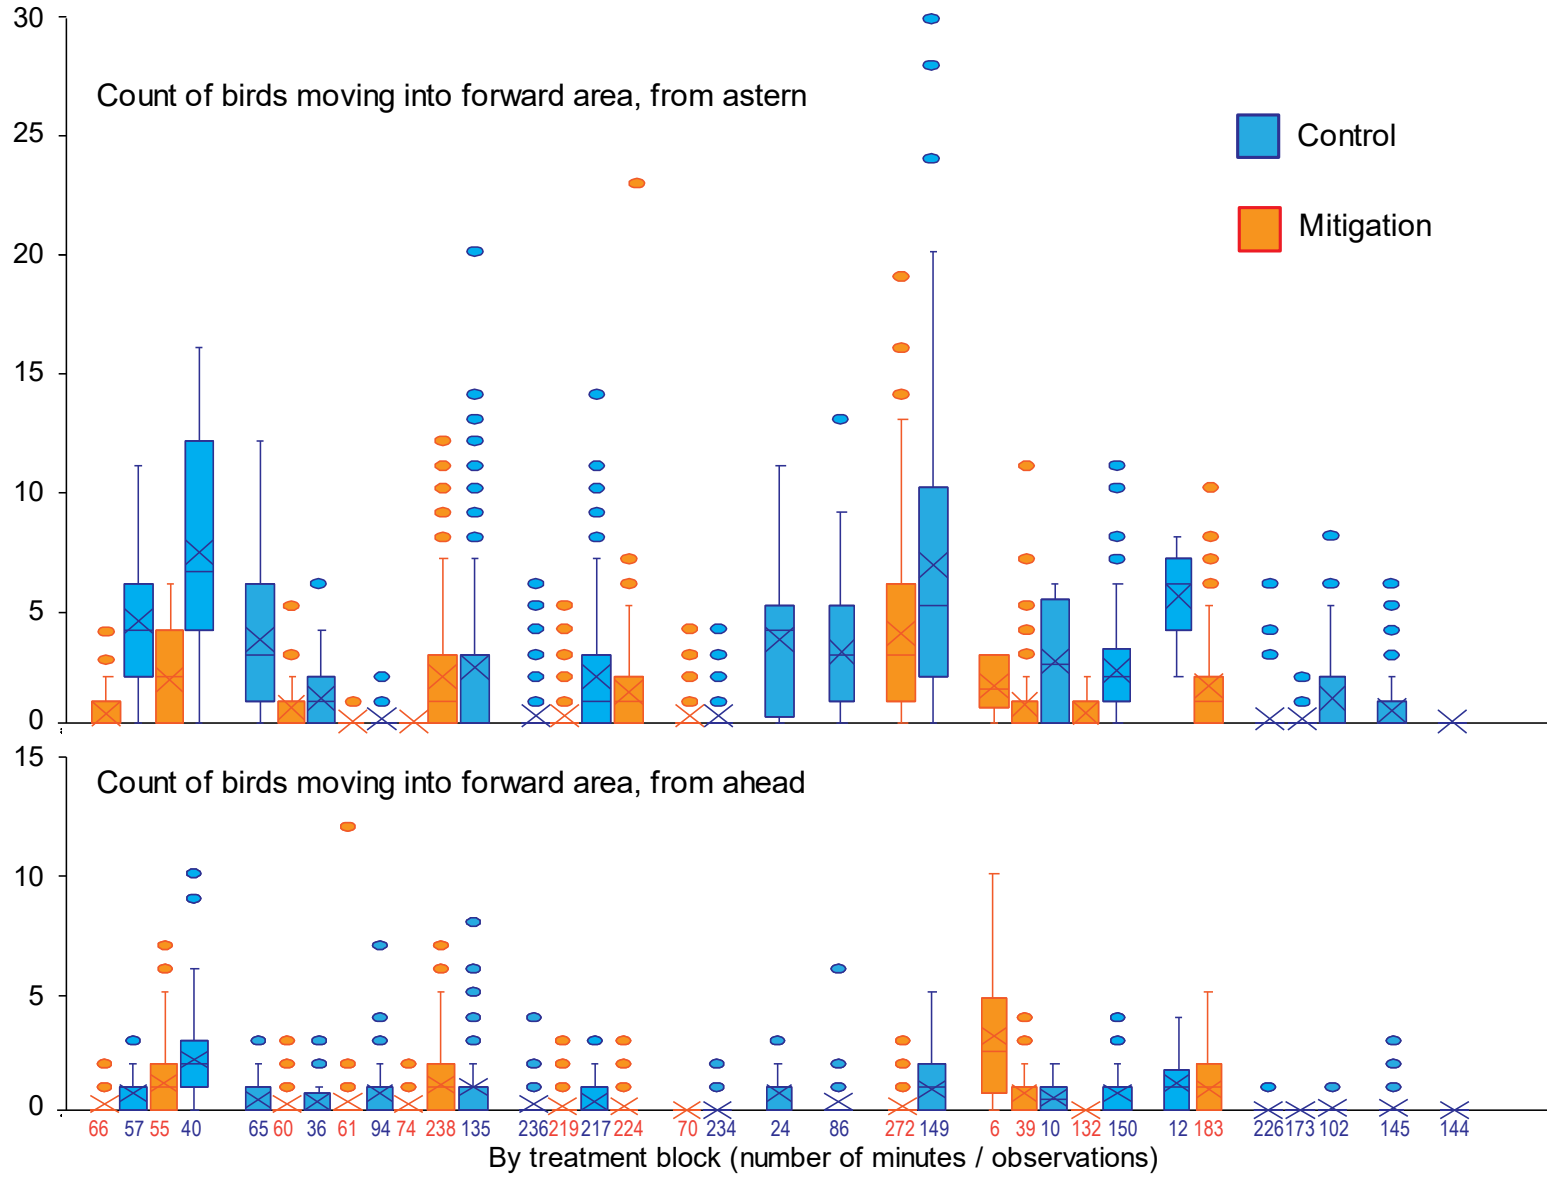 30
Count of birds moving into forward area, from astern
25
Control
Mitigation
20
15
10
5
0
15
Count of birds moving into forward area, from ahead
10
5
0
66 57 55 40 65 60 36 61 94 74 238 135 236 219 217 224 70 234 24 86 272 149 6 39 10 132 150 12 183 226 173 102 145 144
By treatment block (number of minutes / observations)